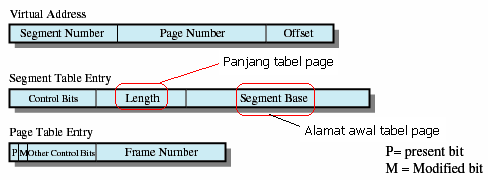 Virtual Address
Segment Number Page Number Offset
Panjang tabel page
Segment Table Entry
Control Bits Length Segment Base
Alamat awal tabel page
Page Table Entry
P M Other Control Bits Frame Number
P= present bit
M = Modified bit